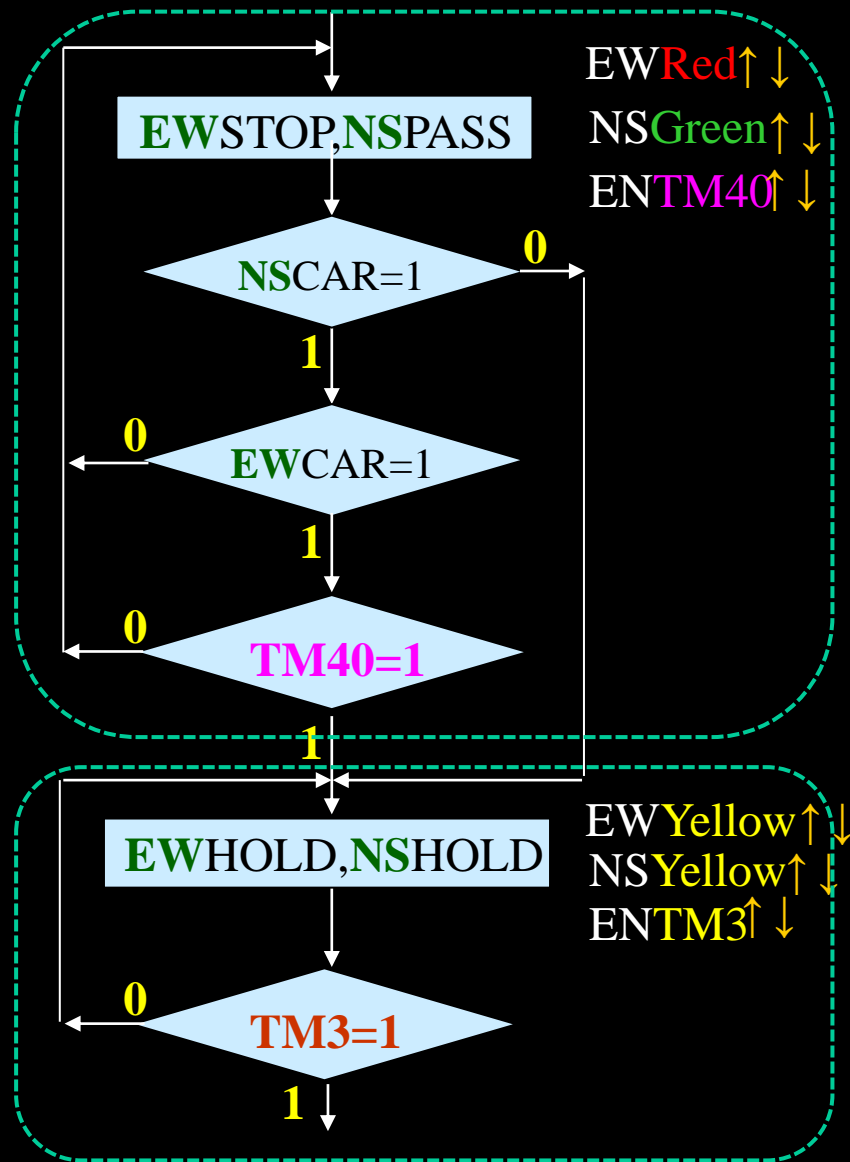 EWRed↑↓
EWSTOP,NSPASS
NSGreen↑↓
ENTM40↑↓
0
NSCAR=1
1
0
EWCAR=1
1
0
TM40=1
1
EWHOLD,NSHOLD
EWYellow↑↓
NSYellow↑↓
ENTM3↑↓
0
TM3=1
1